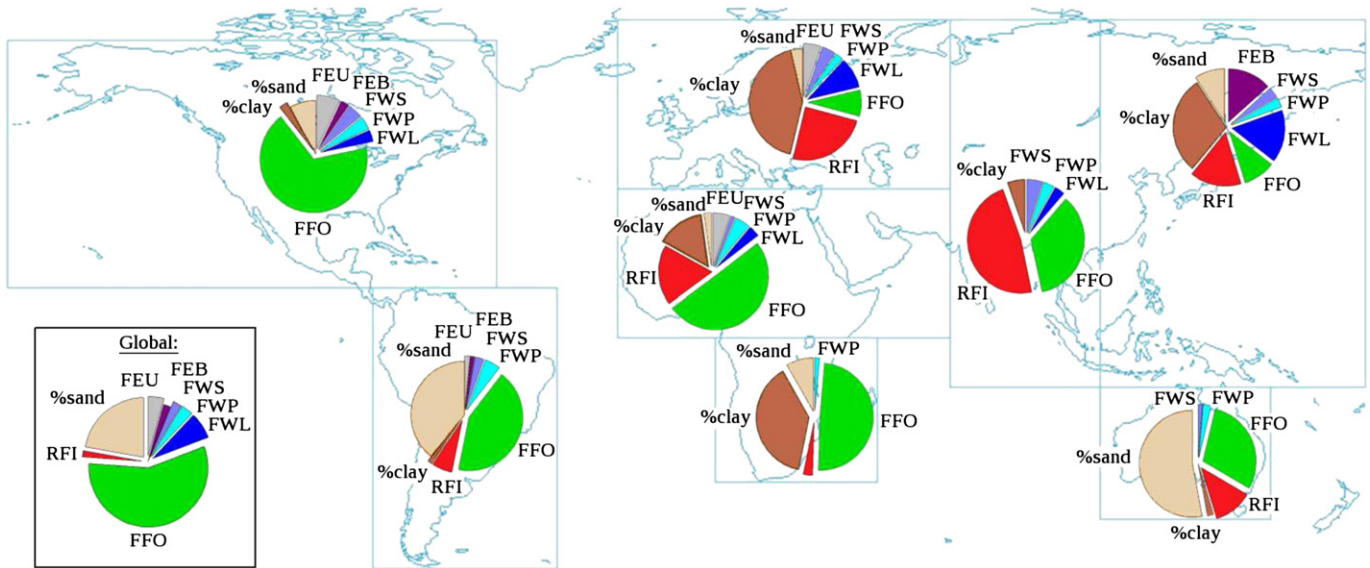 %sand
FEU
FEB
FWS
FWP
FWL
%clay
FFO
%sand
FEU
FWS
FWP
FWL
%clay
FFO
RFI
%sand
FEB
FWS
FWP
%clay
FWL
FFO
RFI
%clay
FWS
FWP
FWL
RFI
FFO
%sand
FEU
FWS
FWP
FWL
%clay
RFI
FFO
Global:
%sand
FEU
FEB
FWS
FWP
FWL
RFI
FFO
%sand
FEU
FEB
FWS
FWP
%clay
RFI
FFO
%sand
FWP
%clay
FFO
FWS
FWP
FFO
%sand
RFI
%clay